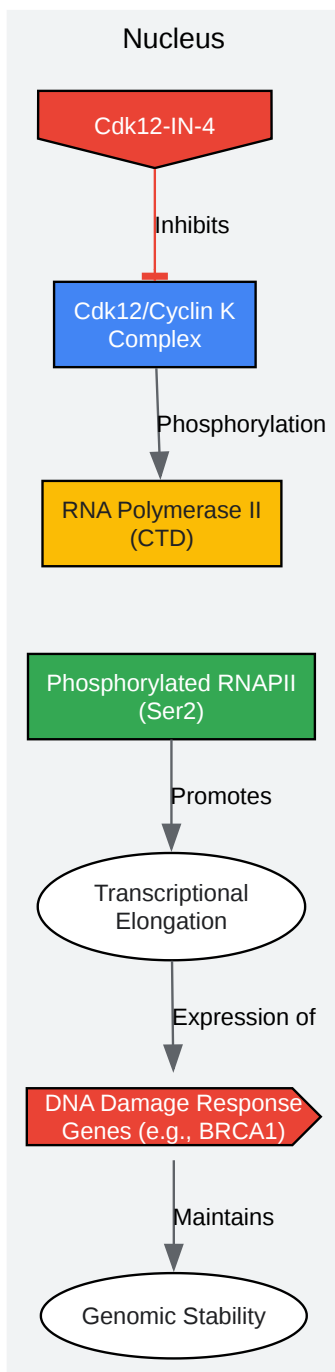 Nucleus
Cdk12-IN-4
Inhibits
Cdk12/Cyclin K
Complex
Phosphorylation
RNA Polymerase II
(CTD)
Phosphorylated RNAPII
(Ser2)
Promotes
Transcriptional
Elongation
Expression of
DNA Damage Response
Genes (e.g., BRCA1)
Maintains
Genomic Stability